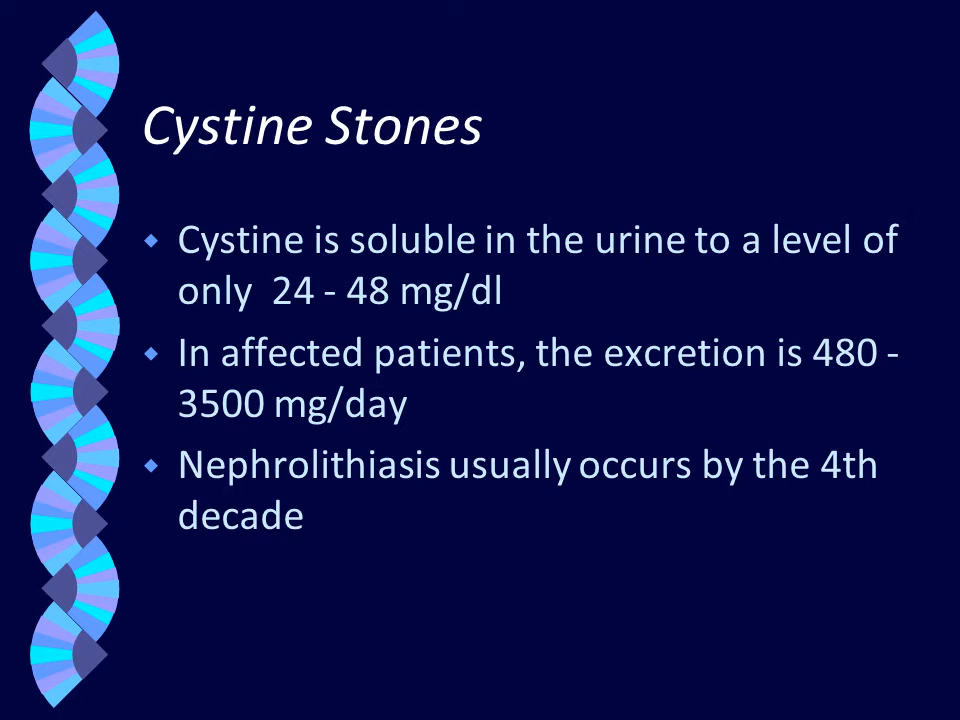 Cystine Stones
Cystine is soluble in the urine to a level of
only  24 - 48 mg/dl
In affected patients, the excretion is 480 -
3500 mg/day
Nephrolithiasis usually occurs by the 4th
decade